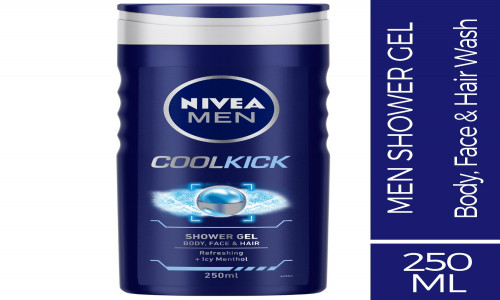 NIVEA
MEN
COOLKICK
SHOWER GEL
BODY, FACE & HAIR
Refreshing
+ Icy Menthol
250ml
MEN SHOWER GEL
Body, Face & Hair Wash
250
ML